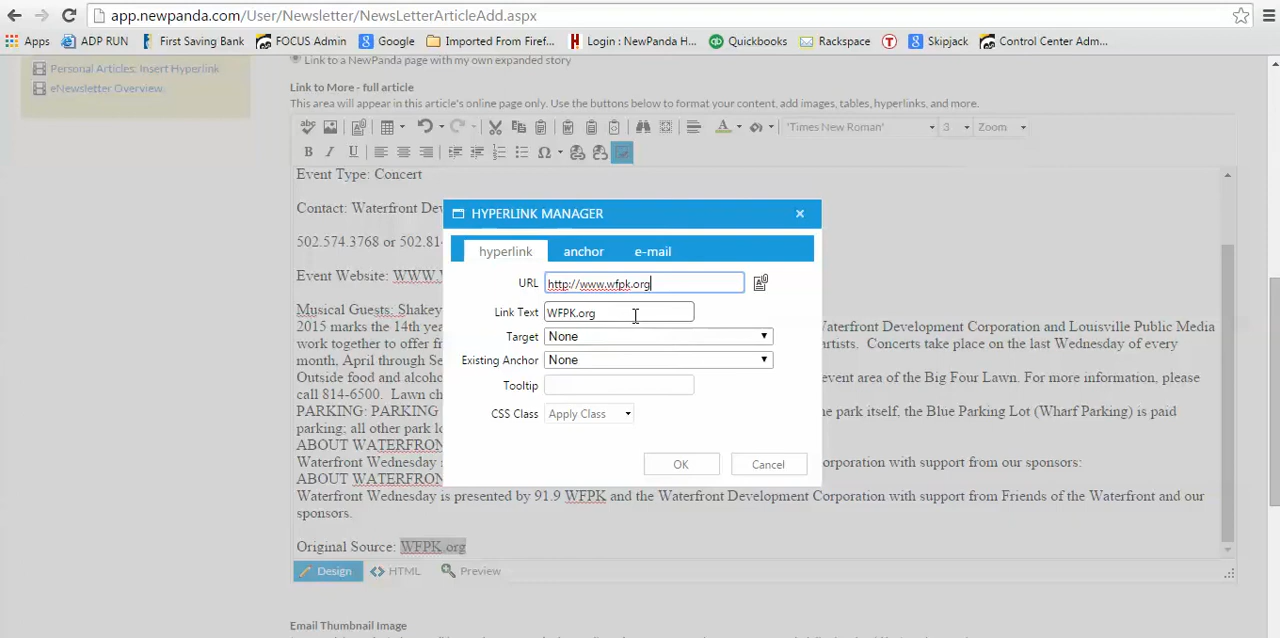 app.newpanda.com/User/Newsletter/NewsLetterArticleAdd.aspx
Apps ADP RUN First Saving Bank FOCUS Admin Google Imported From Firef... Login : NewPanda H... Quickbooks Rackspace Skipjack Control Center Adm...
Personal Articles: Insert Hyperlink
eNewsletter Overview
Link to a NewPanda page with my own expanded story
Link to More - full article
This area will appear in this article's online page only. Use the buttons below to format your content, add images, tables, hyperlinks, and more.
'Times New Roman' 3 Zoom
B I U
Event Type: Concert
Contact: Waterfront Dev
502.574.3768 or 502.81
Event Website: WWW.
Musical Guests: Shakey
2015 marks the 14th yea Waterfront Development Corporation and Louisville Public Media
work together to offer fr artists. Concerts take place on the last Wednesday of every
month, April through Se
Outside food and alcoho event area of the Big Four Lawn. For more information, please
call 814-6500. Lawn ch
PARKING: PARKING he park itself, the Blue Parking Lot (Wharf Parking) is paid
parking; all other park lo
ABOUT WATERFRON
Waterfront Wednesday i orporation with support from our sponsors:
ABOUT WATERFRON
Waterfront Wednesday is presented by 91.9 WFPK and the Waterfront Development Corporation with support from Friends of the Waterfront and our
sponsors.
Original Source: WFPK.org
Design HTML Preview
Email Thumbnail Image
HYPERLINK MANAGER
hyperlink anchor e-mail
URL http://www.wfpk.org
Link Text WFPK.org
Target None
Existing Anchor None
Tooltip
CSS Class Apply Class
OK Cancel